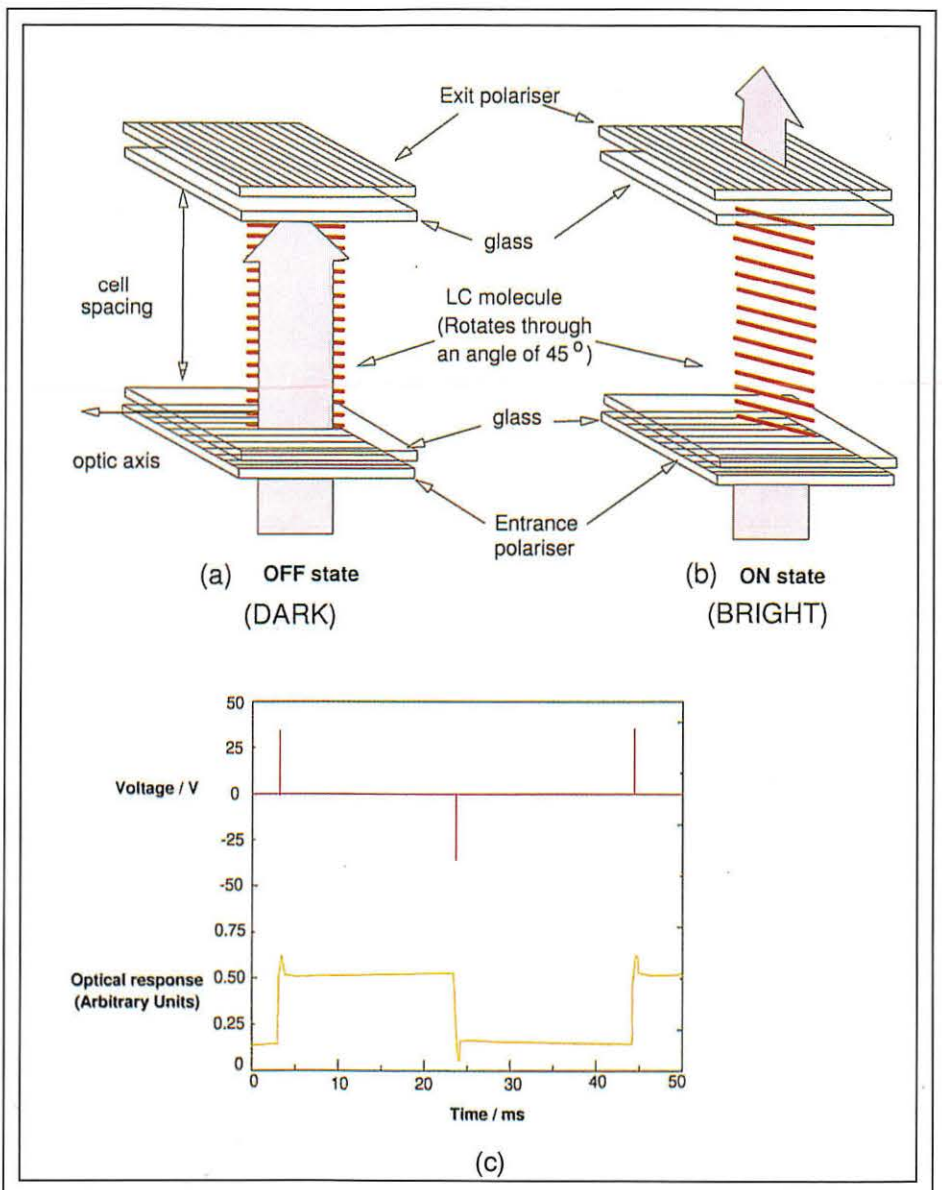 Exit polariser
glass
cell
spacing
LC molecule
(Rotates through
an angle of 45°)
glass
optic axis
Entrance
polariser
(a) OFF state
(DARK)
(b) ON state
(BRIGHT)
50
25
Voltage / V
0
-25
-50
0.75
Optical response
(Arbitrary Units)
0.50
0.25
0
0 10 20 30 40 50
Time / ms
(c)